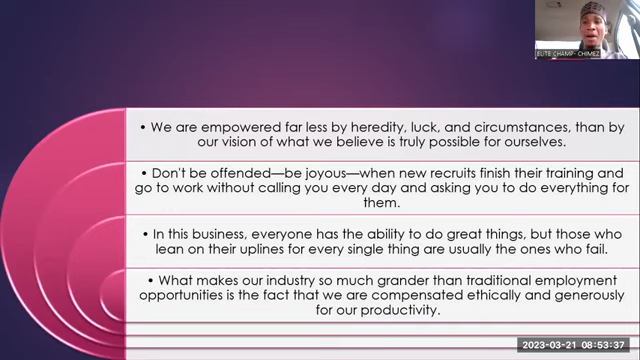 ELITE CHAMP- CHIMEZ
• We are empowered far less by heredity, luck, and circumstances, than by
our vision of what we believe is truly possible for ourselves.
• Don't be offended—be joyous—when new recruits finish their training and
go to work without calling you every day and asking you to do everything for
them.
• In this business, everyone has the ability to do great things, but those who
lean on their uplines for every single thing are usually the ones who fail.
• What makes our industry so much grander than traditional employment
opportunities is the fact that we are compensated ethically and generously
for our productivity.
2023-03-21 08:53:37